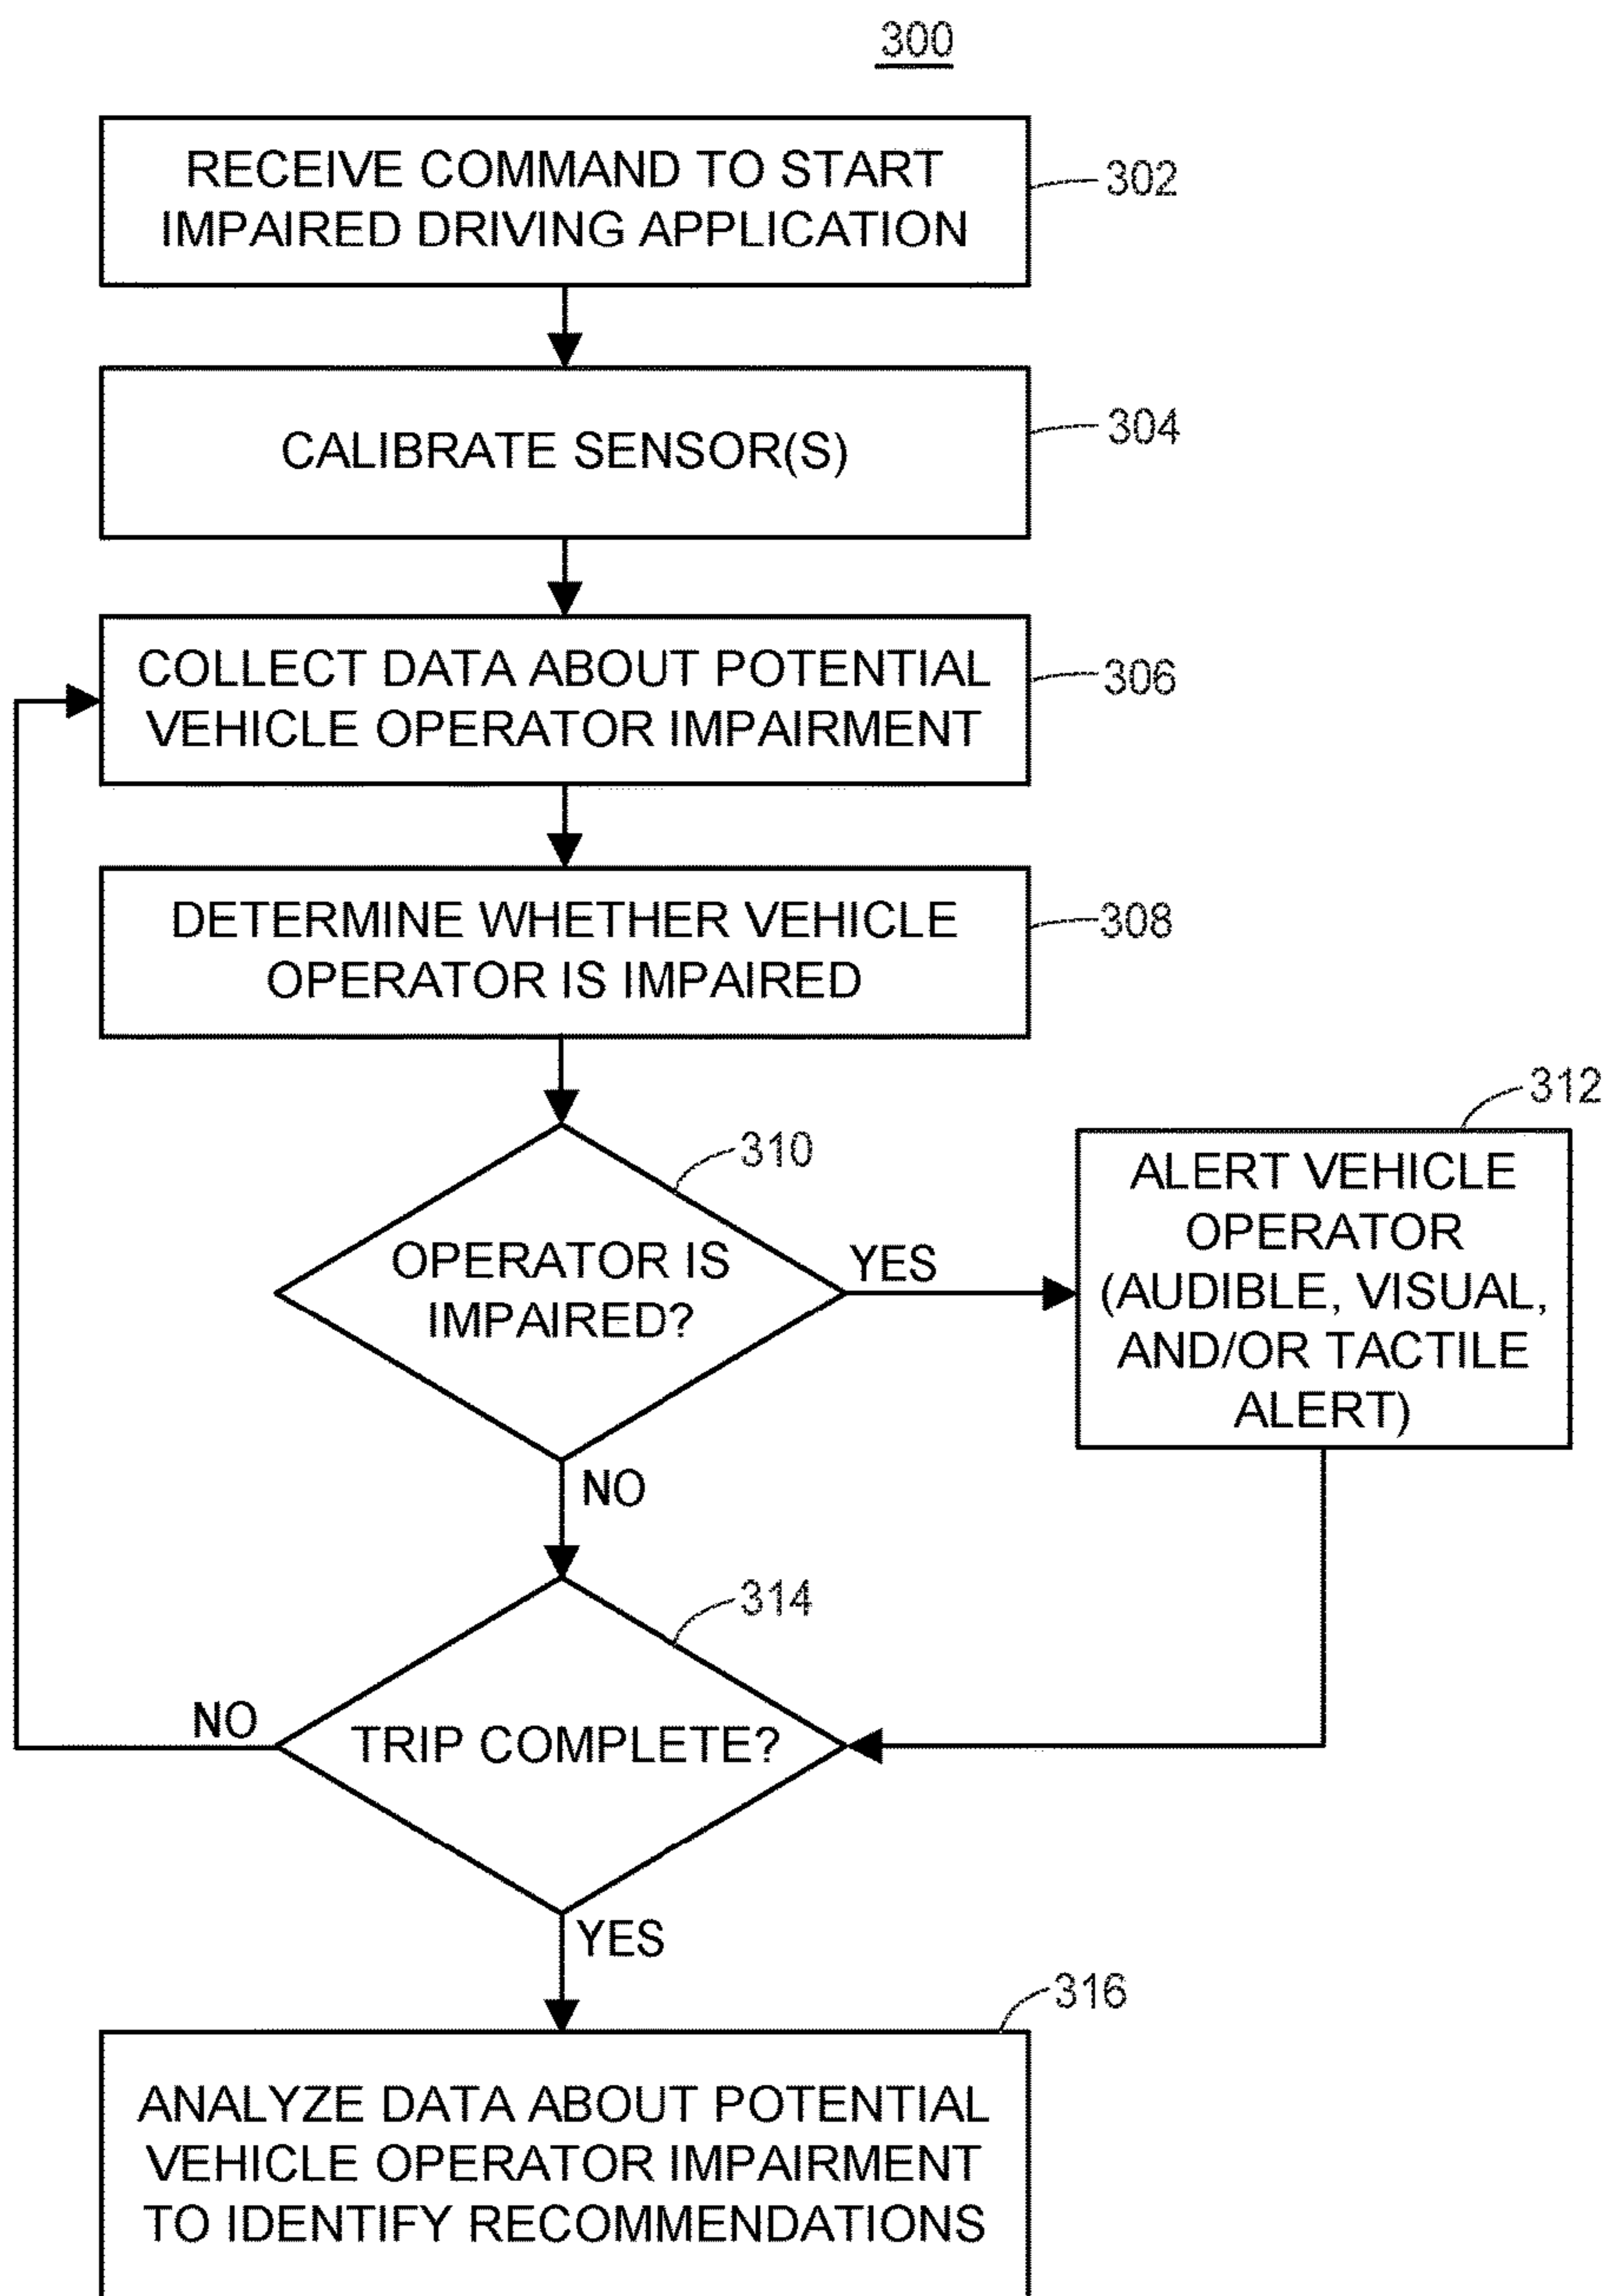 300
RECEIVE COMMAND TO START
IMPAIRED DRIVING APPLICATION
302
CALIBRATE SENSOR(S)
304
COLLECT DATA ABOUT POTENTIAL
VEHICLE OPERATOR IMPAIRMENT
306
DETERMINE WHETHER VEHICLE
OPERATOR IS IMPAIRED
308
310
OPERATOR IS
IMPAIRED?
YES
312
ALERT VEHICLE
OPERATOR
(AUDIBLE, VISUAL,
AND/OR TACTILE
ALERT)
NO
314
TRIP COMPLETE?
NO
YES
316
ANALYZE DATA ABOUT POTENTIAL
VEHICLE OPERATOR IMPAIRMENT
TO IDENTIFY RECOMMENDATIONS